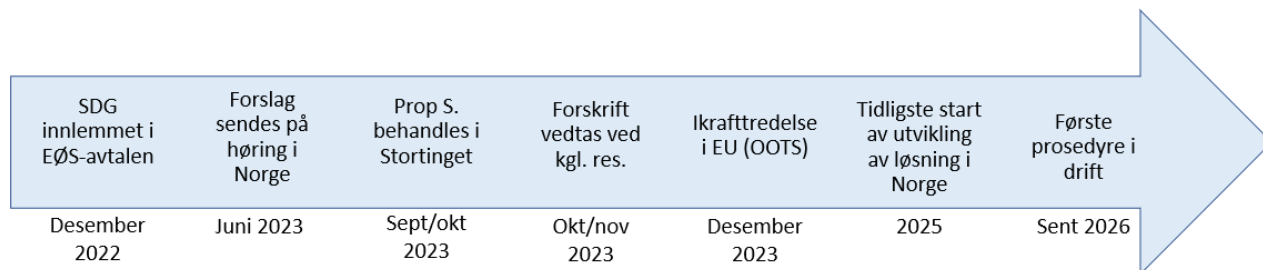 SDG
innlemmet i
EØS-avtalen
Desember
2022
Forslag
sendes på
høring i
Norge
Juni 2023
Prop S.
behandles i
Stortinget
Sept/okt
2023
Forskrift
vedtas ved
kgl. res.
Okt/nov
2023
Ikrafttredelse
i EU (OOTS)
Desember
2023
Tidligste start
av utvikling
av løsning i
Norge
2025
Første
prosedyre i
drift
Sent 2026